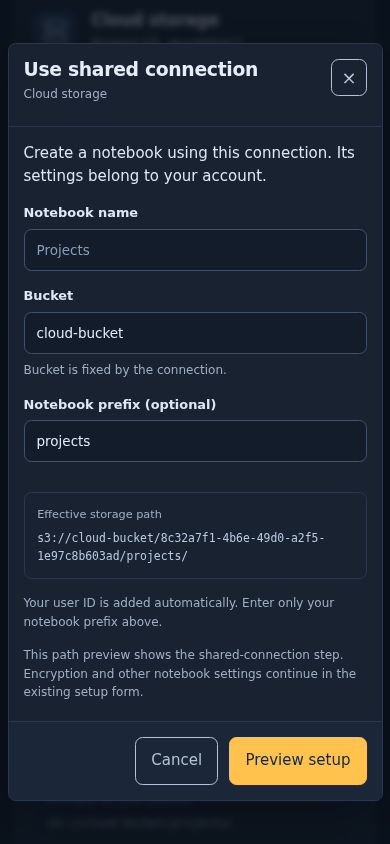 Cloud storage
Use shared connection
Cloud storage
×
Create a notebook using this connection. Its
settings belong to your account.
Notebook name
Projects
Bucket
cloud-bucket
Bucket is fixed by the connection.
Notebook prefix (optional)
projects
Effective storage path
s3://cloud-bucket/8c32a7f1-4b6e-49d0-a2f5-
1e97c8b603ad/projects/
Your user ID is added automatically. Enter only your
notebook prefix above.
This path preview shows the shared-connection step.
Encryption and other notebook settings continue in the
existing setup form.
Cancel
Preview setup